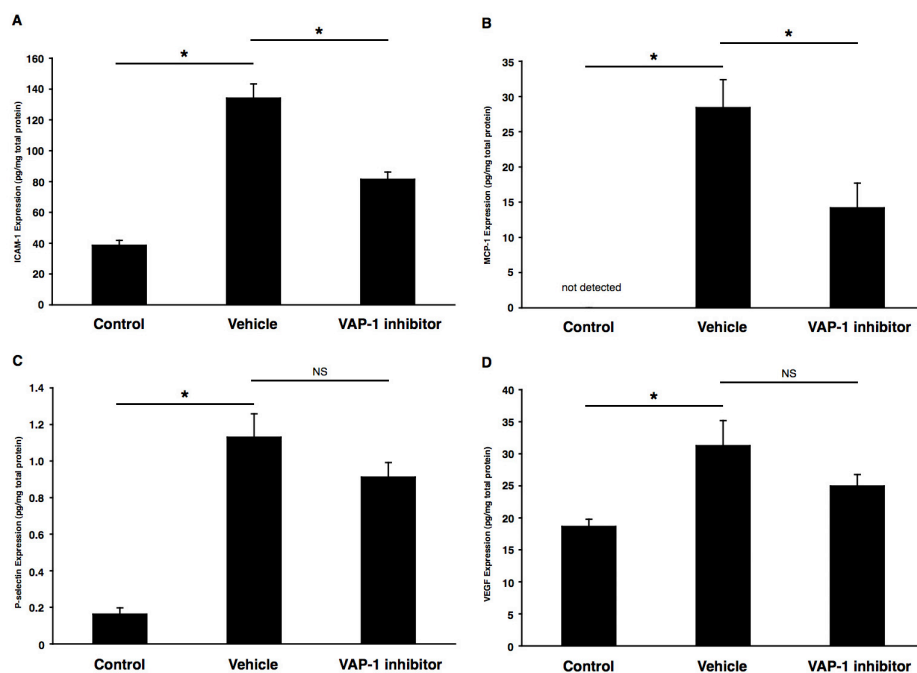 A
*
*
160
140
120
100
80
60
40
20
0
ICAM-1 Expression (pg/mg total protein)
Control Vehicle VAP-1 inhibitor
B
*
*
35
30
25
20
15
10
5
0
MCP-1 Expression (pg/mg total protein)
not detected
Control Vehicle VAP-1 inhibitor
C
NS
*
1.4
1.2
1.0
0.8
0.6
0.4
0.2
0
P-selectin Expression (pg/mg total protein)
Control Vehicle VAP-1 inhibitor
D
NS
*
40
35
30
25
20
15
10
5
0
VEGF Expression (pg/mg total protein)
Control Vehicle VAP-1 inhibitor